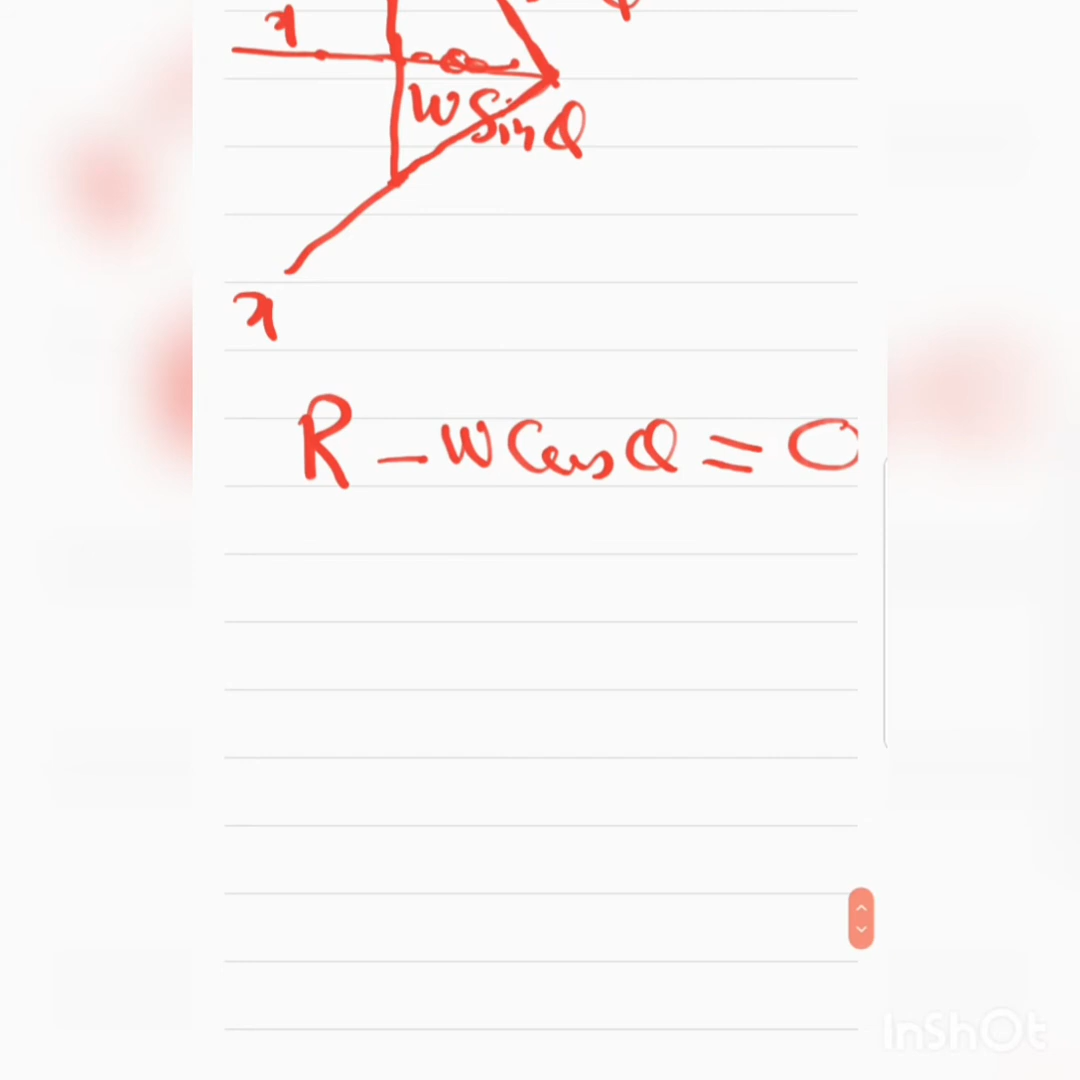 x
W Sin θ
x
R - W Cos θ = 0
InShOt